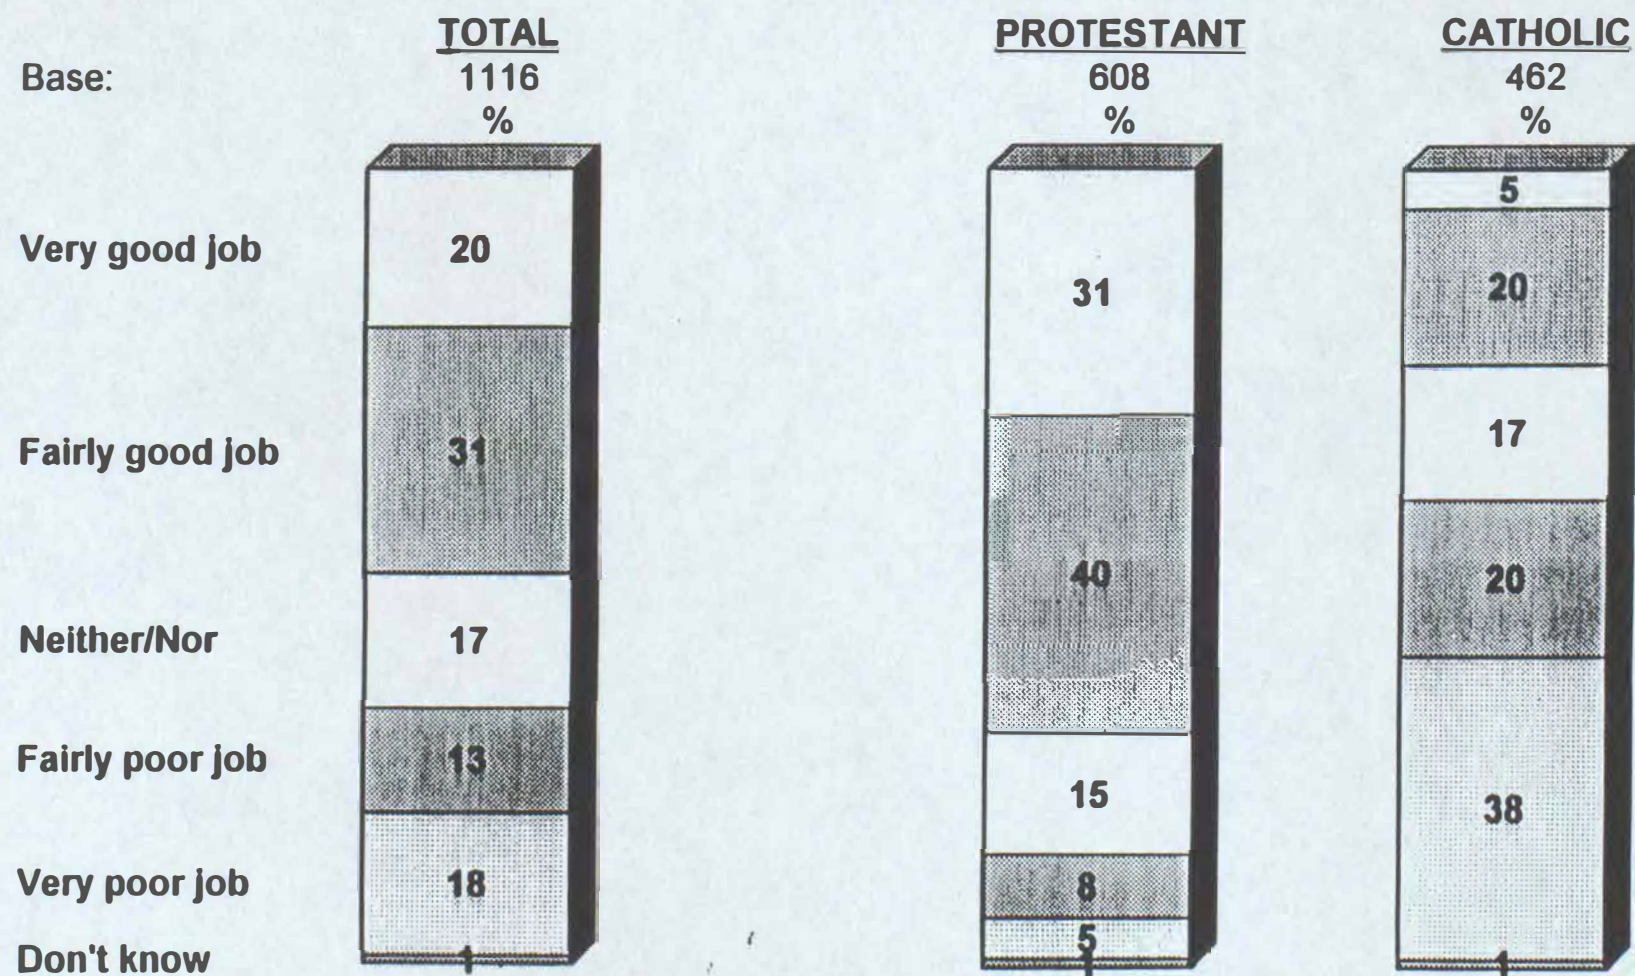 TOTAL PROTESTANT CATHOLIC
Base: 1116 608 462
% % %
5
Very good job 20 31 20
Fairly good job 31 40 17
20
Neither/Nor 17
Fairly poor job 13 15 38
Very poor job 18 8
5
Don't know 1 1 1